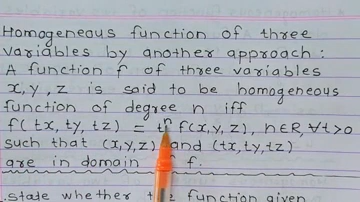 Homogeneous function of three
variables by another approach :
A function f of three variables
x, y, z is said to be homogeneous
function of degree n iff
f(tx, ty, tz) = tⁿ f(x,y,z), n∈R, ∀t>0
such that (x,y,z) and (tx,ty,tz)
are in domain of f.
.State whether the function given